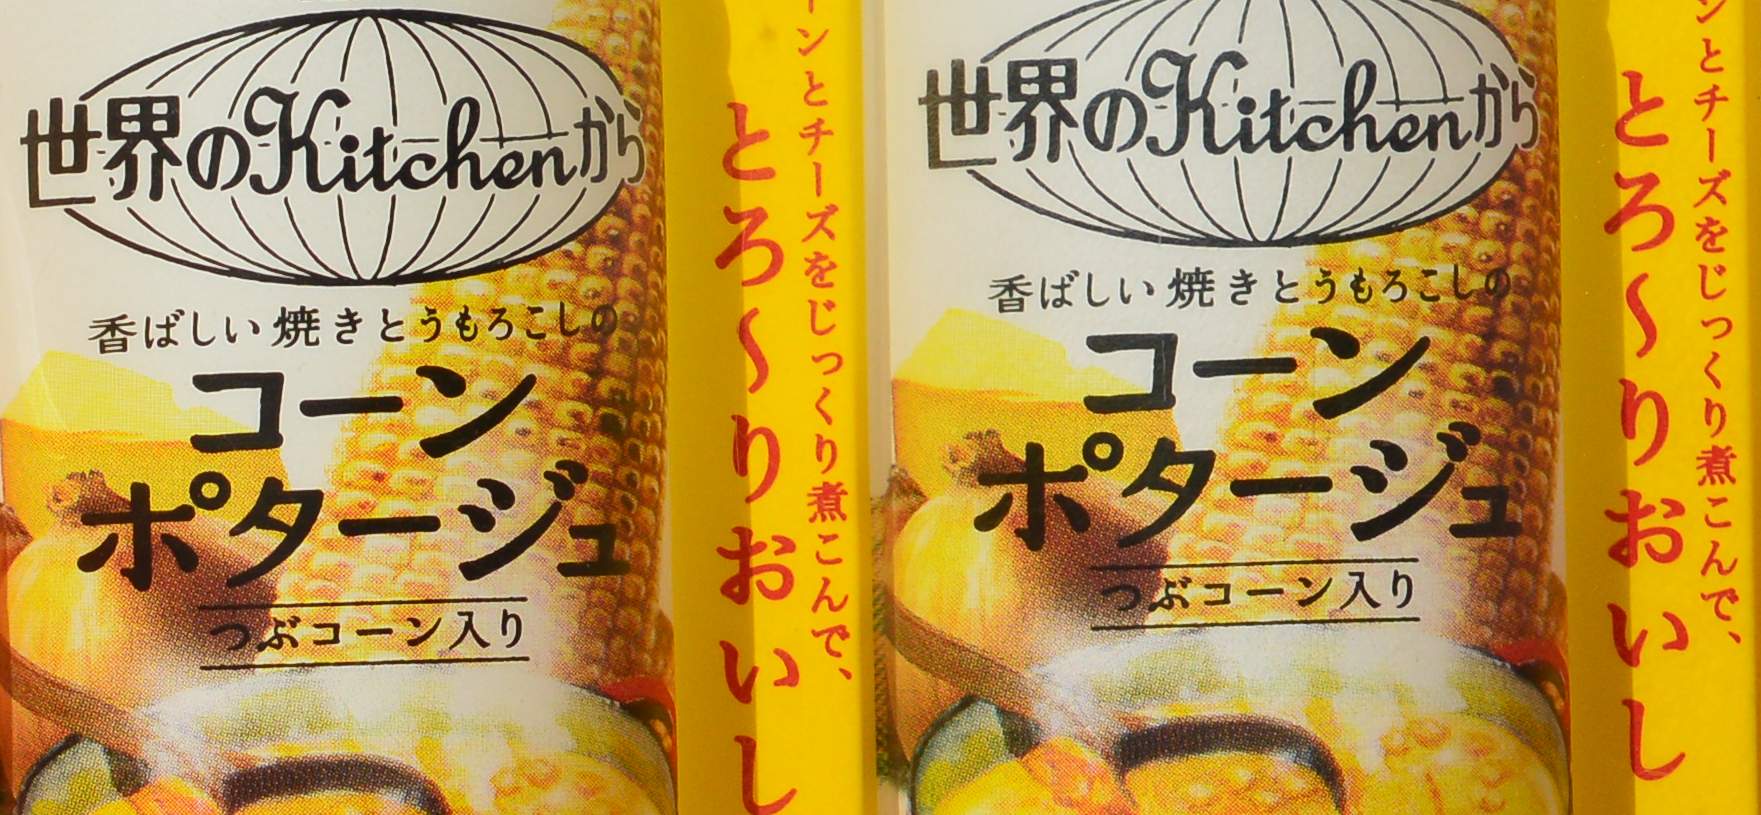 世界のKitchenから
香ばしい焼きとうもろこしの
コーン
ポタージュ
つぶコーン入り
ーンとチーズをじっくり煮こんで、
とろ〜りおいし
世界のKitchenから
香ばしい焼きとうもろこしの
コーン
ポタージュ
つぶコーン入り
ンとチーズをじっくり煮こんで、
とろ〜りおいし